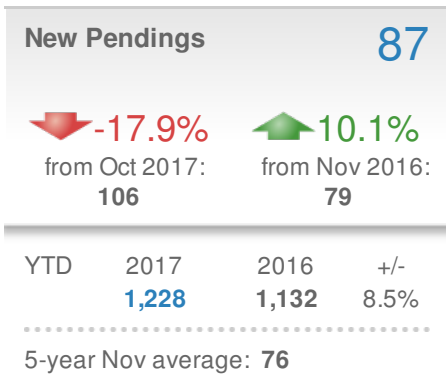 New Pendings 87
-17.9% 10.1%
from Oct 2017: from Nov 2016:
106 79
YTD 2017 2016 +/-
1,228 1,132 8.5%
5-year Nov average: 76